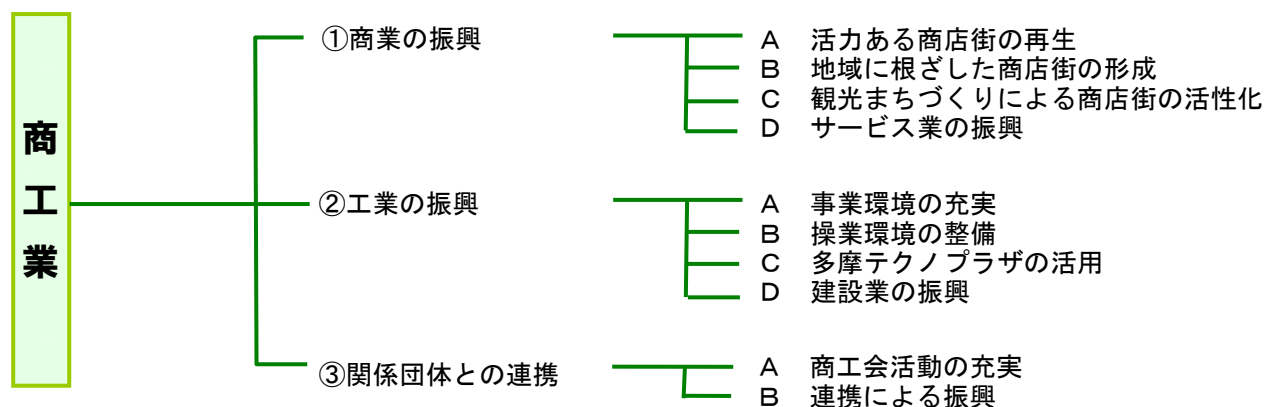 商工業
①商業の振興
A 活力ある商店街の再生
B 地域に根ざした商店街の形成
C 観光まちづくりによる商店街の活性化
D サービス業の振興
②工業の振興
A 事業環境の充実
B 操業環境の整備
C 多摩テクノプラザの活用
D 建設業の振興
③関係団体との連携
A 商工会活動の充実
B 連携による振興